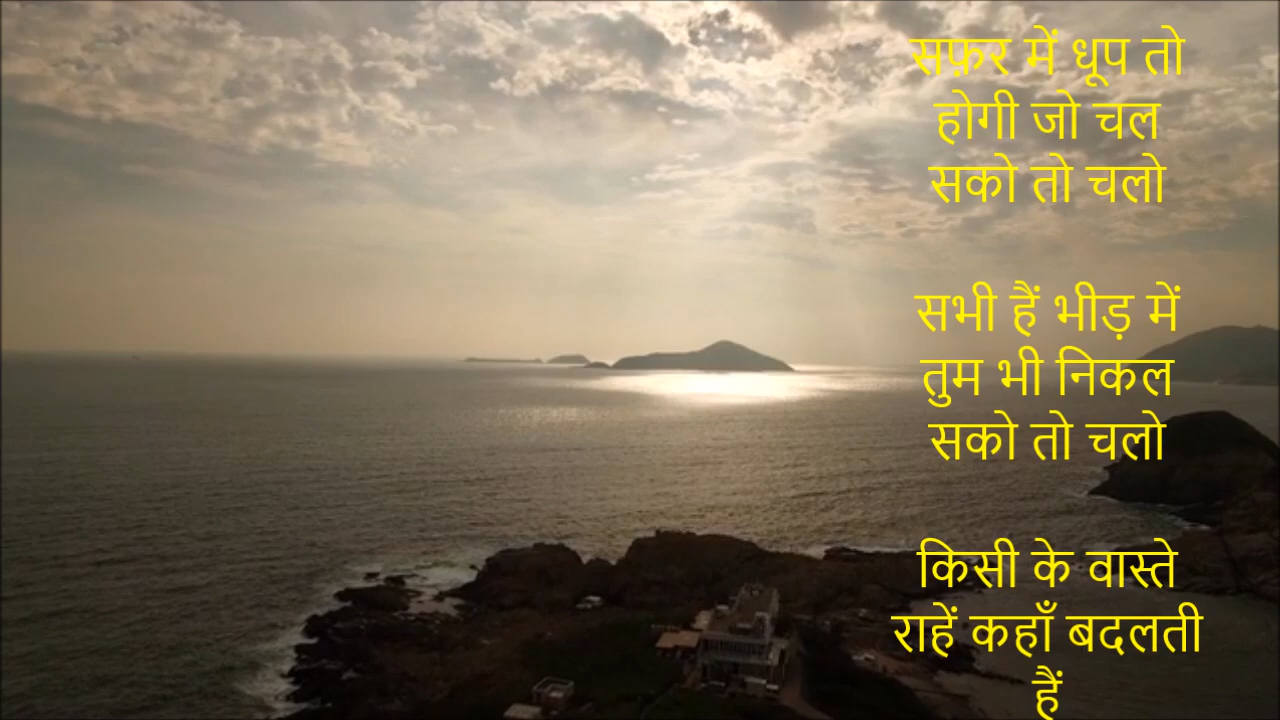 सफ़र में धूप तो
होगी जो चल
सको तो चलो
सभी हैं भीड़ में
तुम भी निकल
सको तो चलो
किसी के वास्ते
राहें कहाँ बदलती
हैं